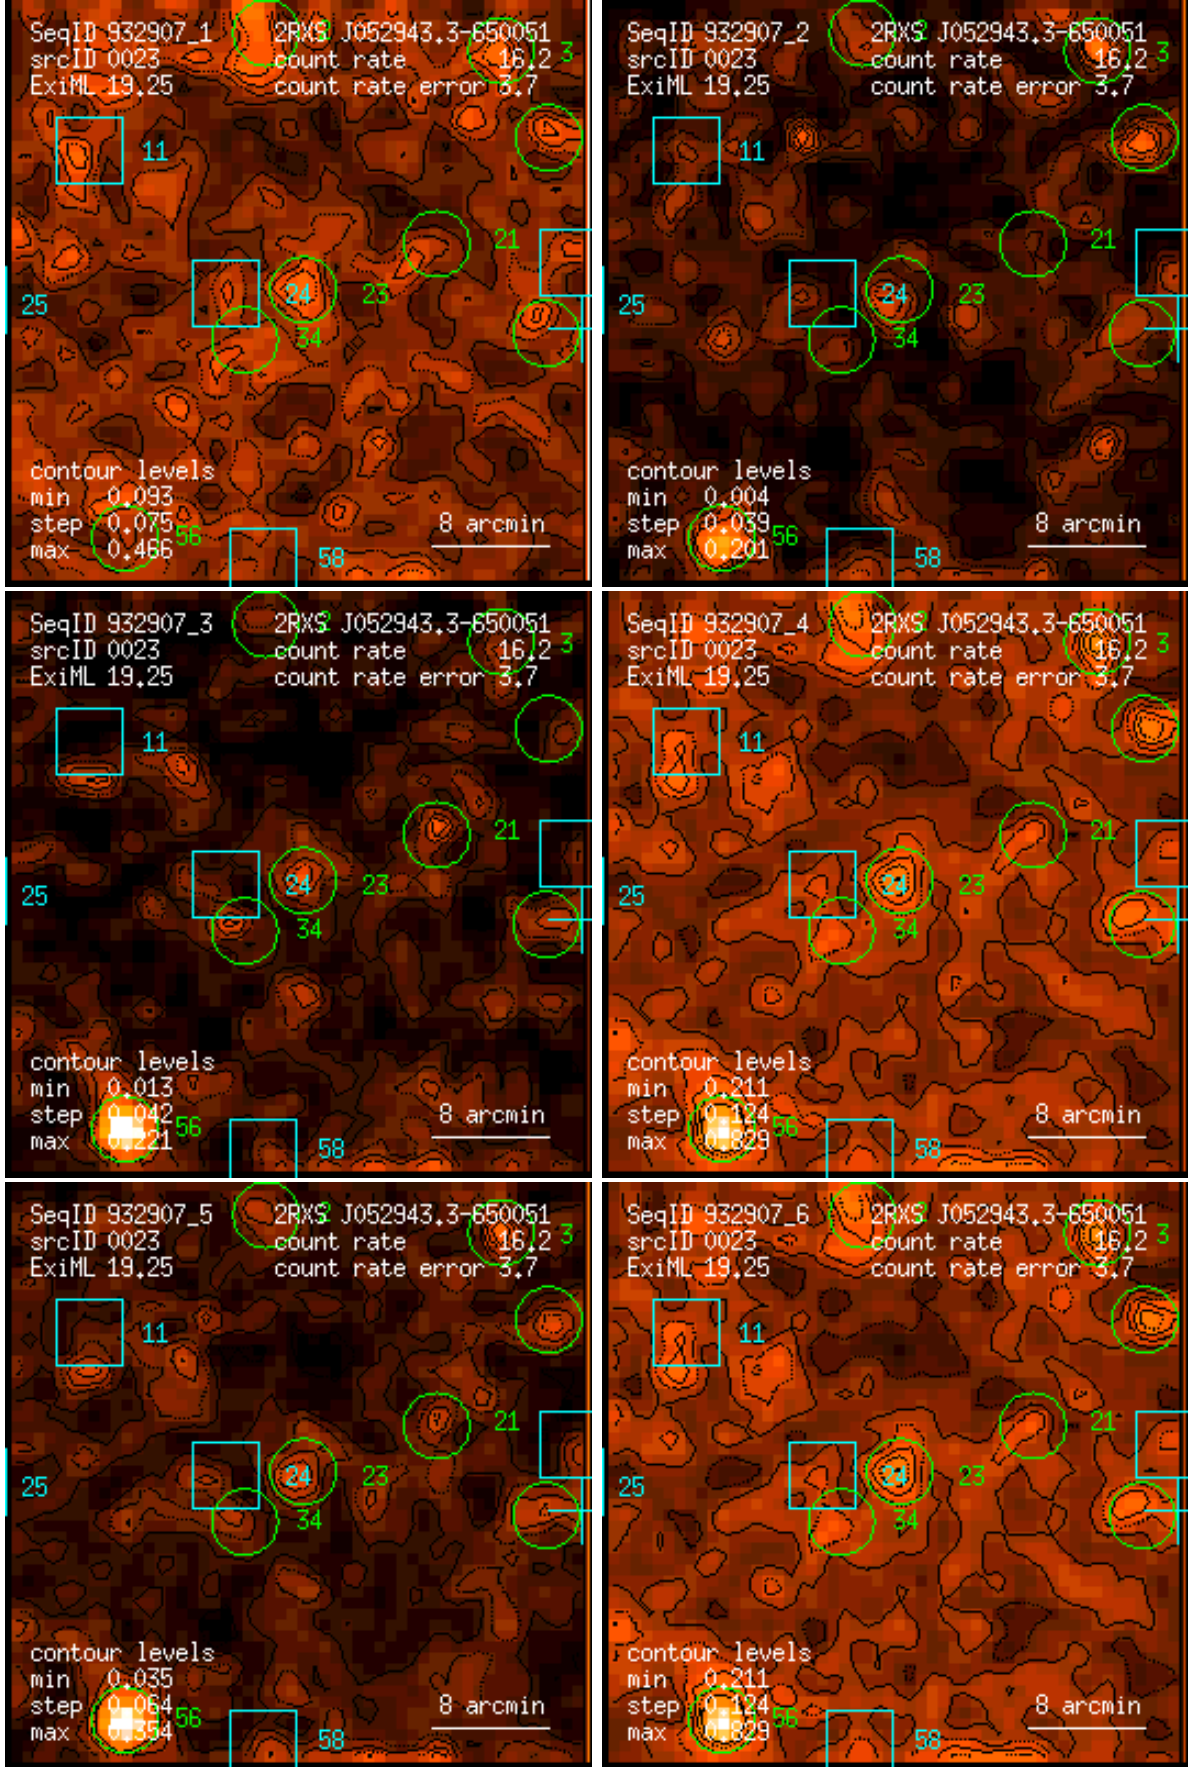 SeqID 932907_1 2RXS J052943.3-650051
srcID 0023 count rate 16.2
ExiML 19.25 count rate error 3.7
2
3
11
21
25
24
23
34
contour levels
min 0.093
step 0.075
max 0.466
56
58
8 arcmin
SeqID 932907_2 2RXS J052943.3-650051
srcID 0023 count rate 16.2
ExiML 19.25 count rate error 3.7
2
3
11
21
25
24
23
34
contour levels
min 0.004
step 0.039
max 0.201
56
58
8 arcmin
SeqID 932907_3 2RXS J052943.3-650051
srcID 0023 count rate 16.2
ExiML 19.25 count rate error 3.7
2
3
11
21
25
24
23
34
contour levels
min 0.013
step 0.042
max 0.221
56
58
8 arcmin
SeqID 932907_4 2RXS J052943.3-650051
srcID 0023 count rate 16.2
ExiML 19.25 count rate error 3.7
2
3
11
21
25
24
23
34
contour levels
min 0.211
step 0.124
max 0.829
56
58
8 arcmin
SeqID 932907_5 2RXS J052943.3-650051
srcID 0023 count rate 16.2
ExiML 19.25 count rate error 3.7
2
3
11
21
25
24
23
34
contour levels
min 0.035
step 0.064
max 0.354
56
58
8 arcmin
SeqID 932907_6 2RXS J052943.3-650051
srcID 0023 count rate 16.2
ExiML 19.25 count rate error 3.7
2
3
11
21
25
24
23
34
contour levels
min 0.211
step 0.124
max 0.829
56
58
8 arcmin